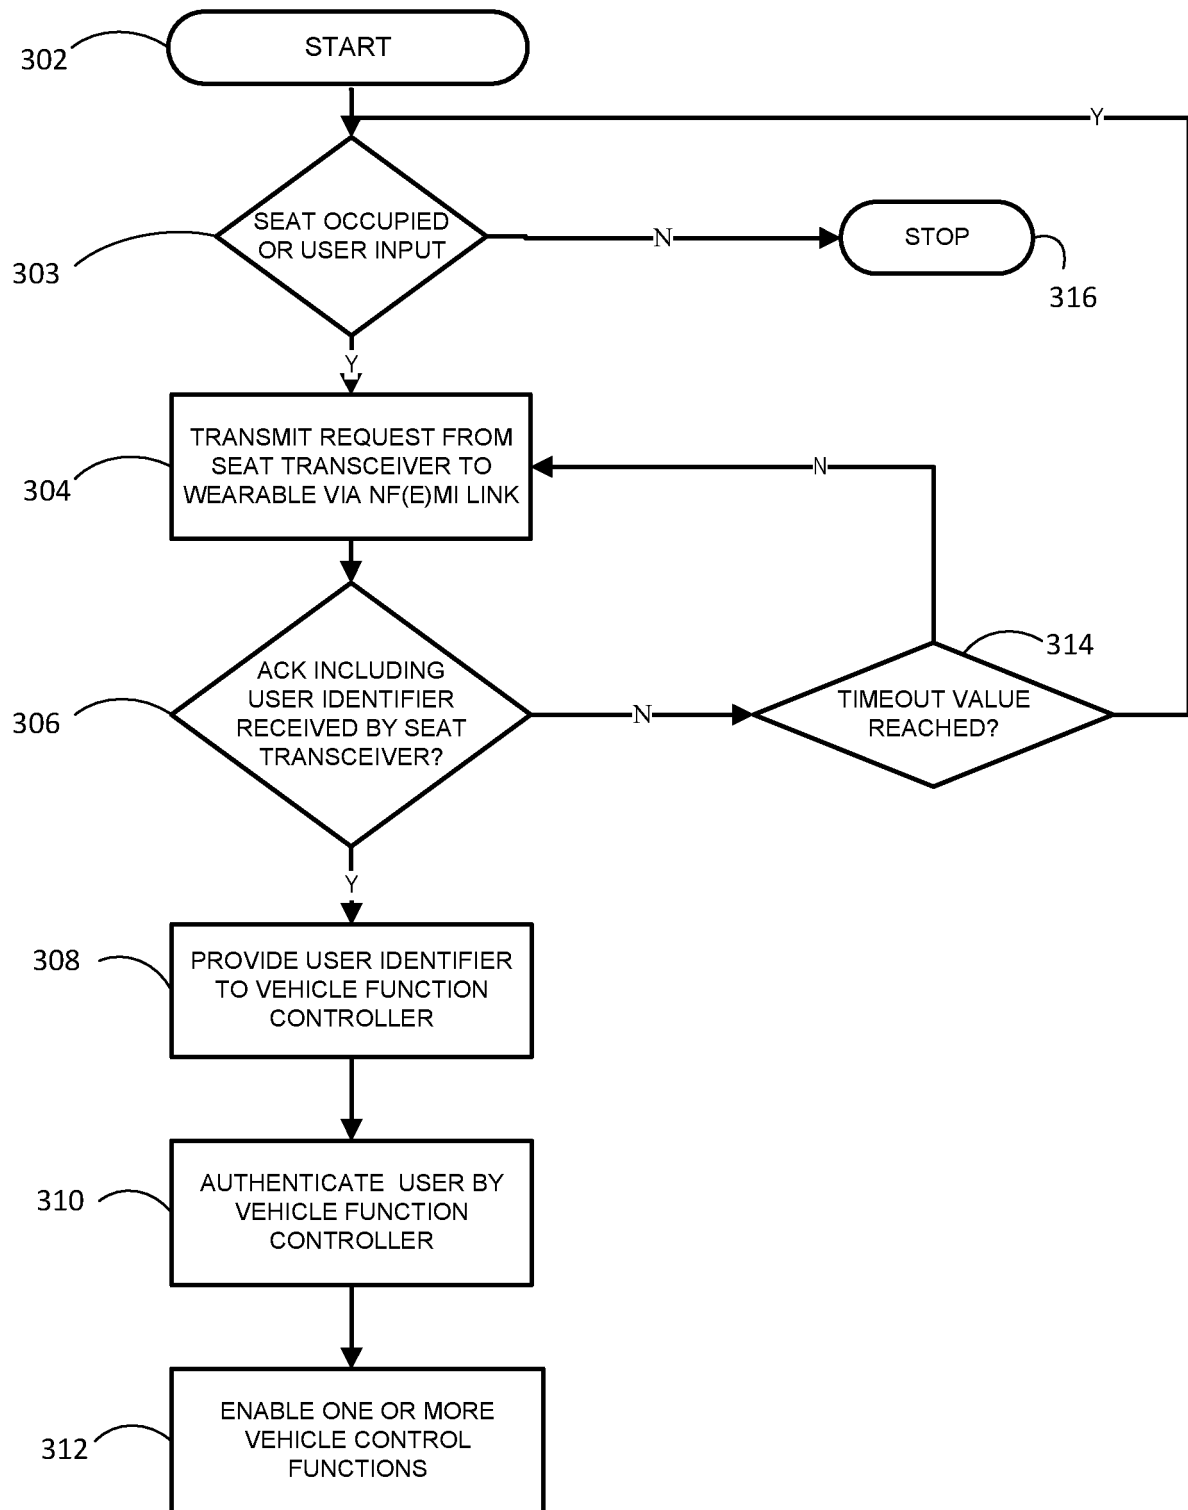 302
START
Y
SEAT OCCUPIED
OR USER INPUT
303
N
STOP
316
Y
TRANSMIT REQUEST FROM
SEAT TRANSCEIVER TO
WEARABLE VIA NF(E)MI LINK
304
N
314
ACK INCLUDING
USER IDENTIFIER
RECEIVED BY SEAT
TRANSCEIVER?
306
N
TIMEOUT VALUE
REACHED?
Y
308
PROVIDE USER IDENTIFIER
TO VEHICLE FUNCTION
CONTROLLER
310
AUTHENTICATE USER BY
VEHICLE FUNCTION
CONTROLLER
312
ENABLE ONE OR MORE
VEHICLE CONTROL
FUNCTIONS